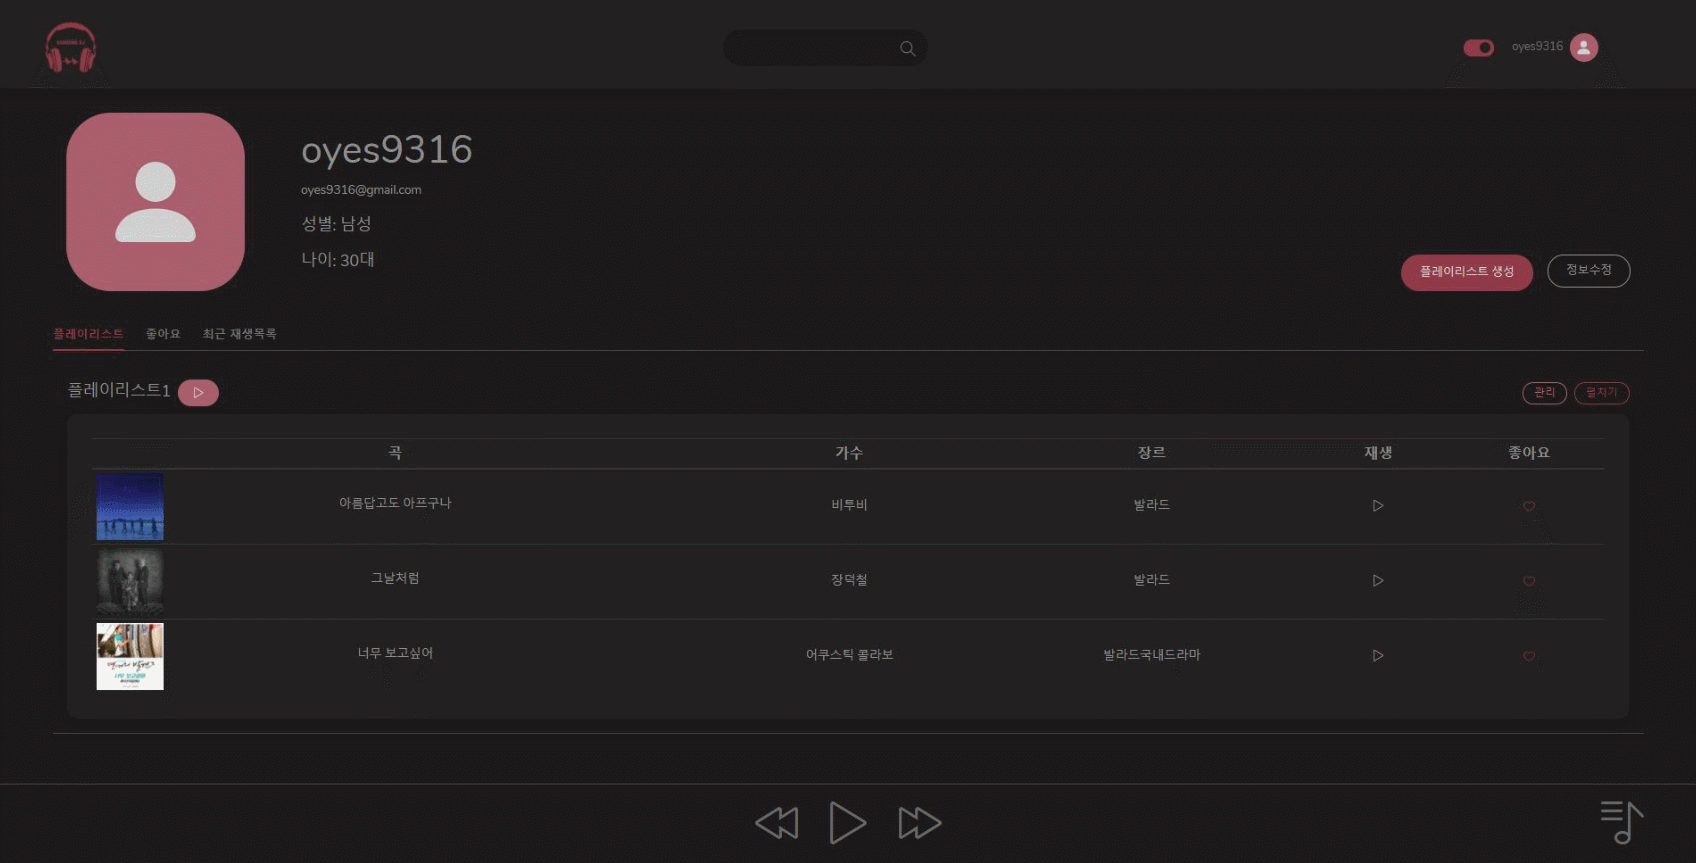 oyes9316
oyes9316
oyes9316@gmail.com
성별: 남성
나이: 30대
플레이리스트 생성
정보수정
플레이리스트
좋아요
최근 재생목록
플레이리스트1
관리
펼치기
곡 가수 장르 재생 좋아요
아름답고도 아프구나 비투비 발라드
그날처럼 장덕철 발라드
너무 보고싶어 어쿠스틱 콜라보 발라드국내드라마